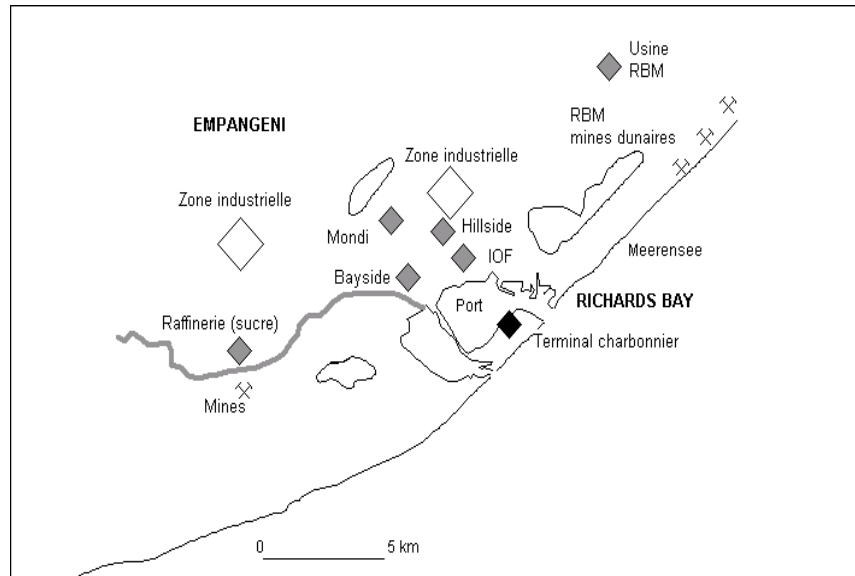 Usine
RBM
EMPANGENI
RBM
mines dunaires
Zone industrielle
Zone industrielle
Mondi
Hillside
IOF
Meerensee
Bayside
Port
RICHARDS BAY
Raffinerie (sucre)
Terminal charbonnier
Mines
0
5 km